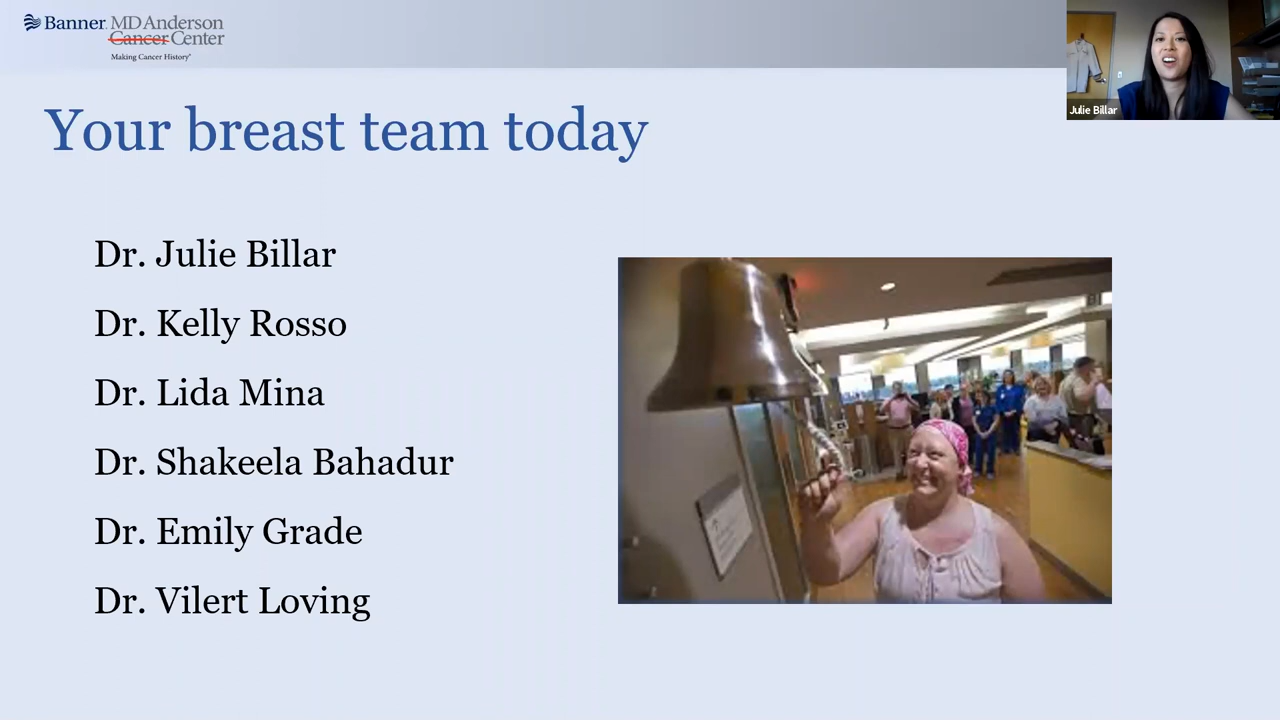 Banner MD Anderson
Cancer Center
Making Cancer History®
Julie Billar
Your breast team today
Dr. Julie Billar
Dr. Kelly Rosso
Dr. Lida Mina
Dr. Shakeela Bahadur
Dr. Emily Grade
Dr. Vilert Loving